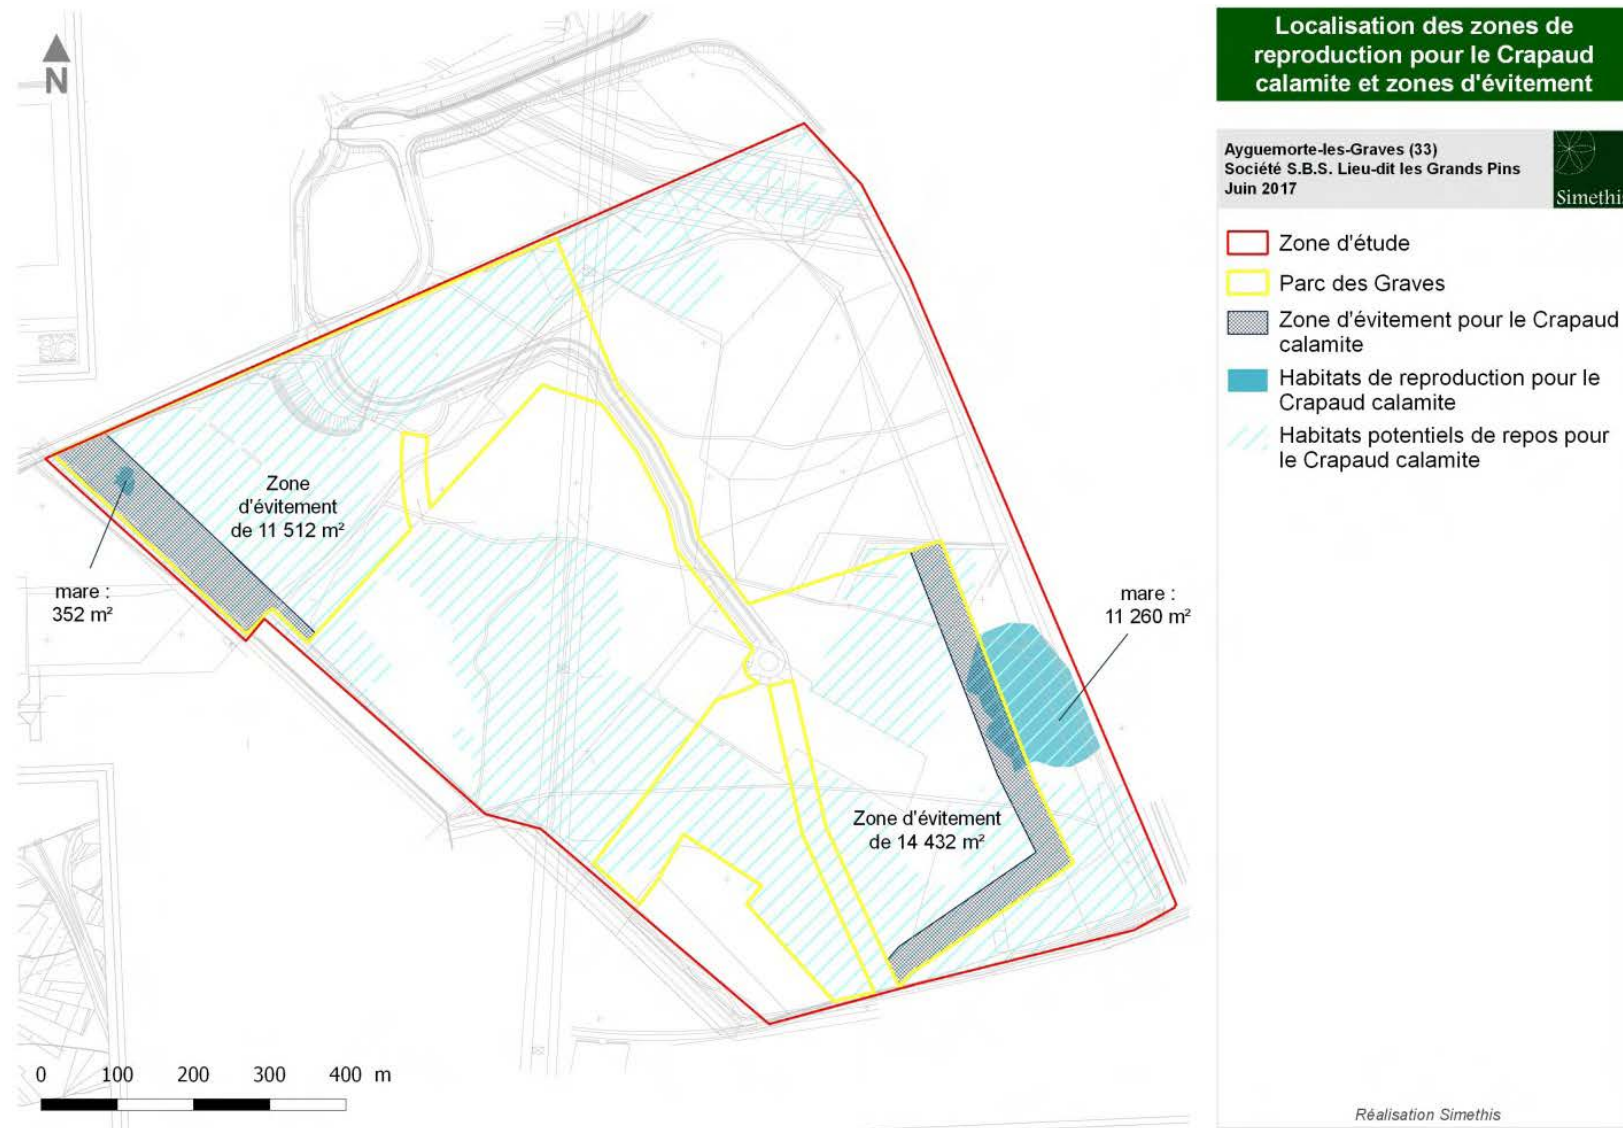 Localisation des zones de
reproduction pour le Crapaud
calamite et zones d'évitement
Ayguemorte-les-Graves (33)
Société S.B.S. Lieu-dit les Grands Pins
Juin 2017
Simethis
Zone d'étude
Parc des Graves
Zone d'évitement pour le Crapaud
calamite
Habitats de reproduction pour le
Crapaud calamite
Habitats potentiels de repos pour
le Crapaud calamite
N
Zone
d'évitement
de 11 512 m²
mare :
352 m²
mare :
11 260 m²
Zone d'évitement
de 14 432 m²
0 100 200 300 400 m
Réalisation Simethis